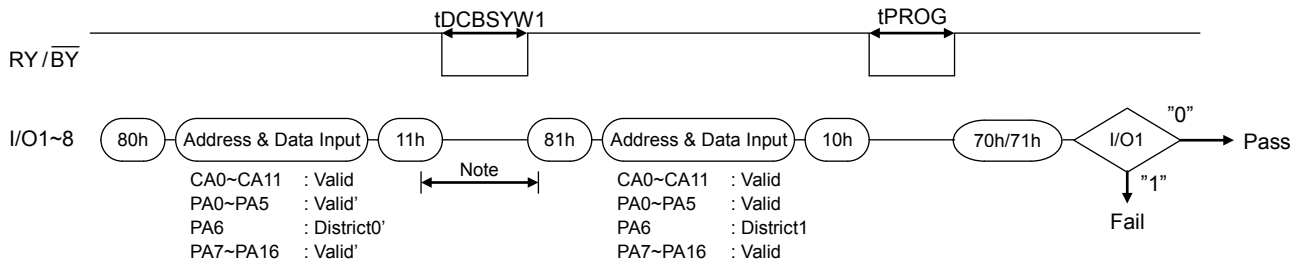 tDCBSYW1 tPROG
RY/BY
I/O1~8 80h Address & Data Input 11h 81h Address & Data Input 10h 70h/71h I/O1 ”0” Pass
Note
”1”
Fail
CA0~CA11 : Valid
PA0~PA5 : Valid’
PA6 : District0’
PA7~PA16 : Valid’
CA0~CA11 : Valid
PA0~PA5 : Valid
PA6 : District1
PA7~PA16 : Valid